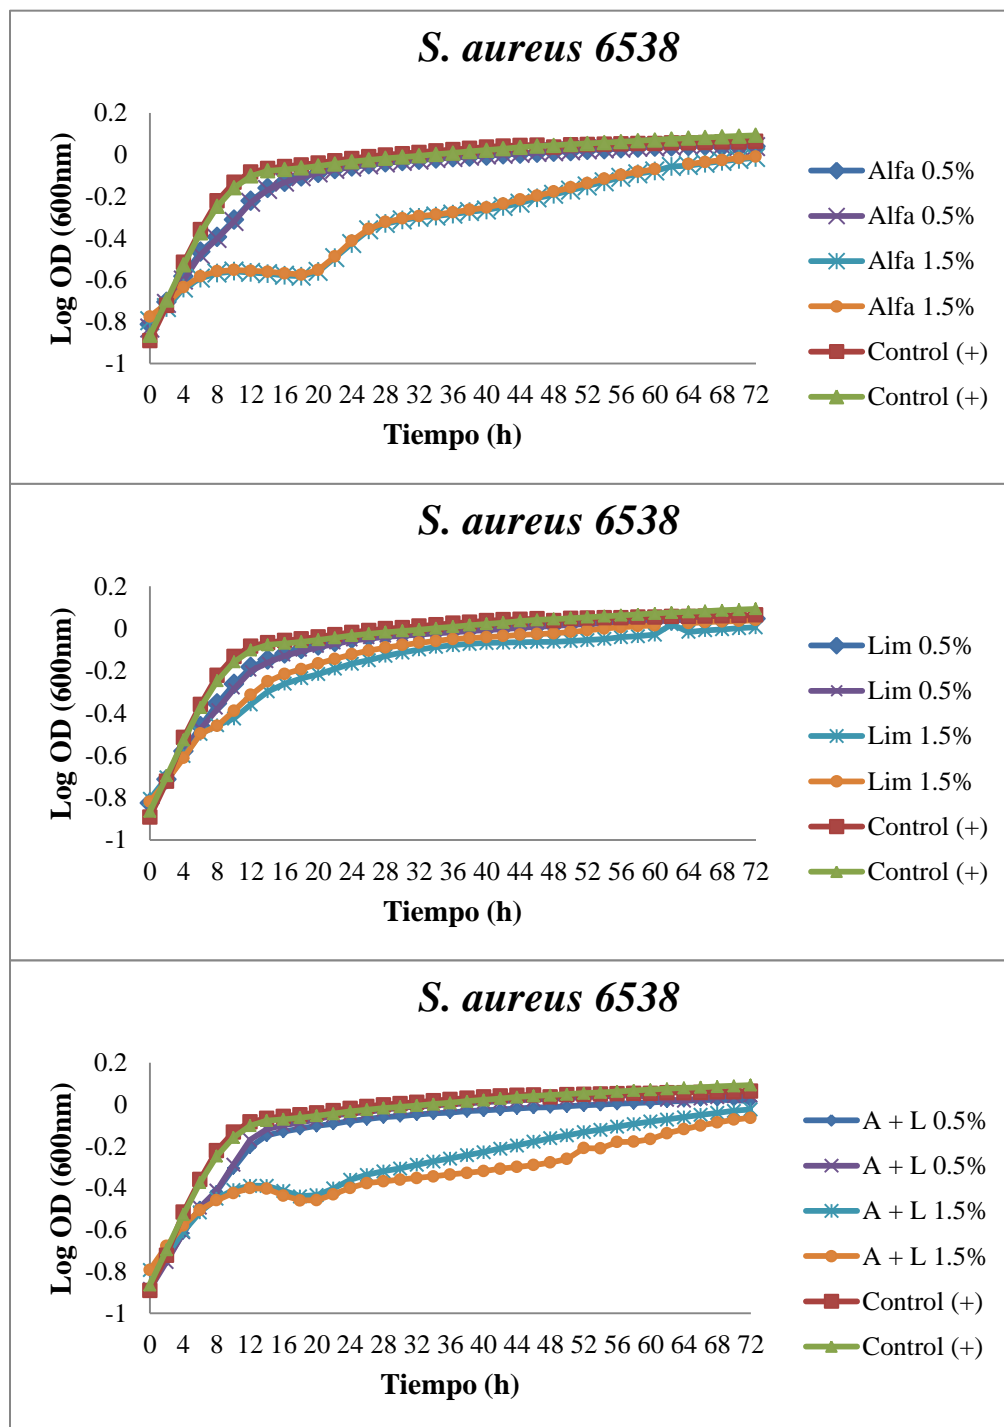 S. aureus 6538
0.2
0
-0.2
-0.4
-0.6
-0.8
-1
Log OD (600nm)
0 4 8 12 16 20 24 28 32 36 40 44 48 52 56 60 64 68 72
Tiempo (h)
Alfa 0.5%
Alfa 0.5%
Alfa 1.5%
Alfa 1.5%
Control (+)
Control (+)
S. aureus 6538
0.2
0
-0.2
-0.4
-0.6
-0.8
-1
Log OD (600nm)
0 4 8 12 16 20 24 28 32 36 40 44 48 52 56 60 64 68 72
Tiempo (h)
Lim 0.5%
Lim 0.5%
Lim 1.5%
Lim 1.5%
Control (+)
Control (+)
S. aureus 6538
0.2
0
-0.2
-0.4
-0.6
-0.8
-1
Log OD (600nm)
0 4 8 12 16 20 24 28 32 36 40 44 48 52 56 60 64 68 72
Tiempo (h)
A + L 0.5%
A + L 0.5%
A + L 1.5%
A + L 1.5%
Control (+)
Control (+)